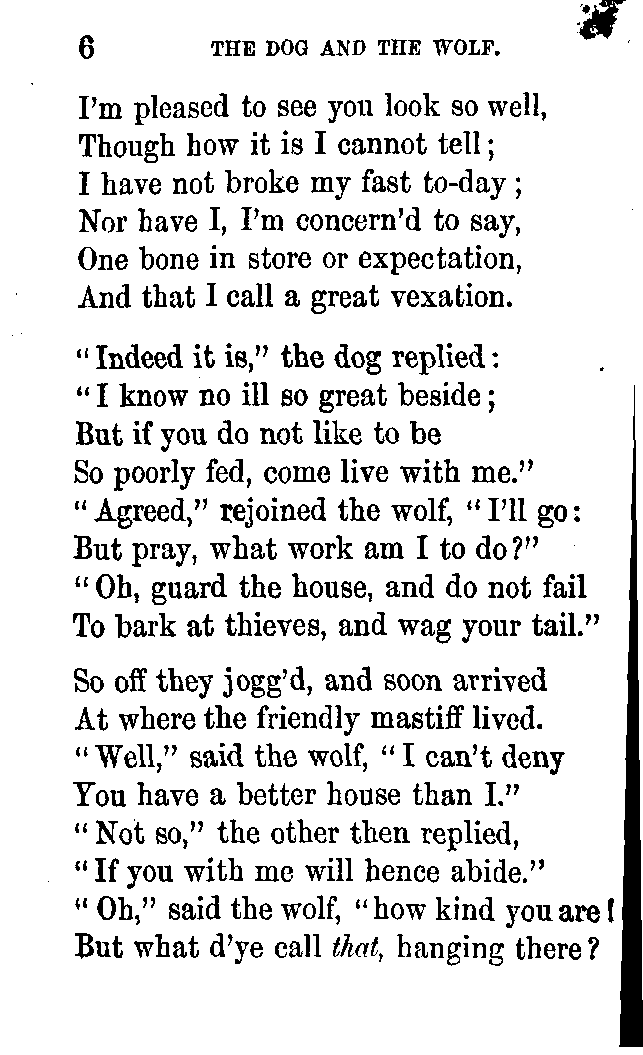 6 THE DOG AND THE WOLF.
I'm pleased to see you look so well,
Though how it is I cannot tell;
I have not broke my fast to-day;
Nor have I, I'm concern'd to say,
One bone in store or expectation,
And that I call a great vexation.
"Indeed it is," the dog replied:
"I know no ill so great beside;
But if you do not like to be
So poorly fed, come live with me."
"Agreed," rejoined the wolf, "I'll go:
But pray, what work am I to do?"
"Oh, guard the house, and do not fail
To bark at thieves, and wag your tail."
So off they jogg'd, and soon arrived
At where the friendly mastiff lived.
"Well," said the wolf, "I can't deny
You have a better house than I."
"Not so," the other then replied,
"If you with me will hence abide."
"Oh," said the wolf, "how kind you are!
But what d'ye call that, hanging there?